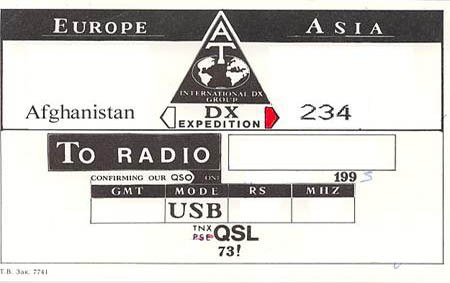 EUROPE ASIA
AT
INTERNATIONAL DX
GROUP
Afghanistan DX 234
EXPEDITION
TO RADIO
CONFIRMING OUR QSO ON: 1995
GMT MODE RS MHZ
USB
TNX
PSE QSL
73!
Т.В. Зак. 7741